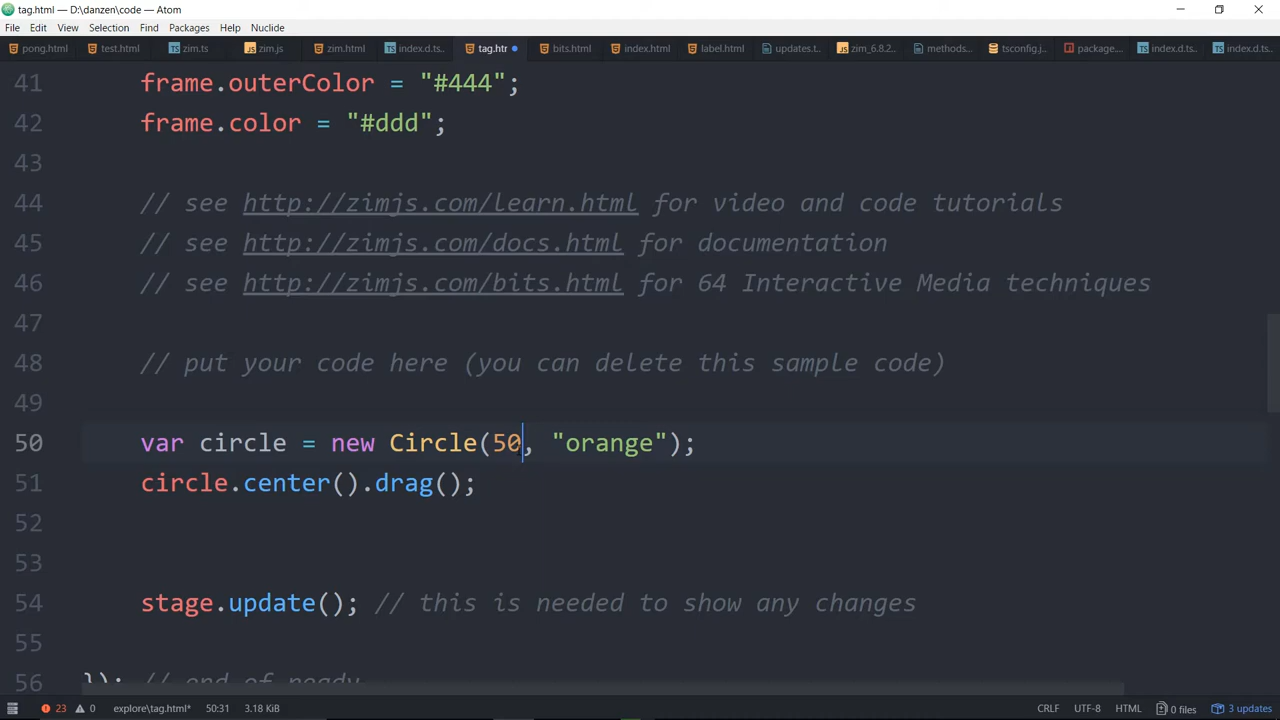 tag.html — D:\danzen\code — Atom
File Edit View Selection Find Packages Help Nuclide
pong.html test.html zim.ts zim.js zim.html index.d.ts.. tag.htr bits.html index.html label.html updates.t.. zim_6.8.2... methods... tsconfig.j.. package.... index.d.ts.. index.d.ts..
41 frame.outerColor = "#444";
42 frame.color = "#ddd";
43
44 // see http://zimjs.com/learn.html for video and code tutorials
45 // see http://zimjs.com/docs.html for documentation
46 // see http://zimjs.com/bits.html for 64 Interactive Media techniques
47
48 // put your code here (you can delete this sample code)
49
50 var circle = new Circle(50, "orange");
51 circle.center().drag();
52
53
54 stage.update(); // this is needed to show any changes
55
56 }); // end of ready
23 0 explore\tag.html* 50:31 3.18 KiB CRLF UTF-8 HTML 0 files 3 updates